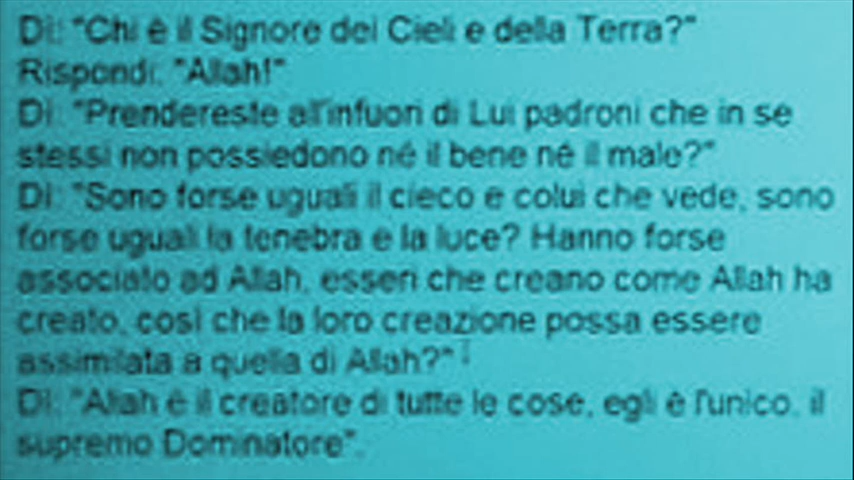 Di: "Chi è il Signore dei Cieli e della Terra?"
Rispondi: "Allah!"
Di: "Prendereste all'infuori di Lui padroni che in se
stessi non possiedono né il bene né il male?"
Di: "Sono forse uguali il cieco e colui che vede, sono
forse uguali la tenebra e la luce? Hanno forse
associato ad Allah, esseri che creano come Allah ha
creato, così che la loro creazione possa essere
assimilata a quella di Allah?"
Di: "Allah è il creatore di tutte le cose, egli è l'unico, il
supremo Dominatore".